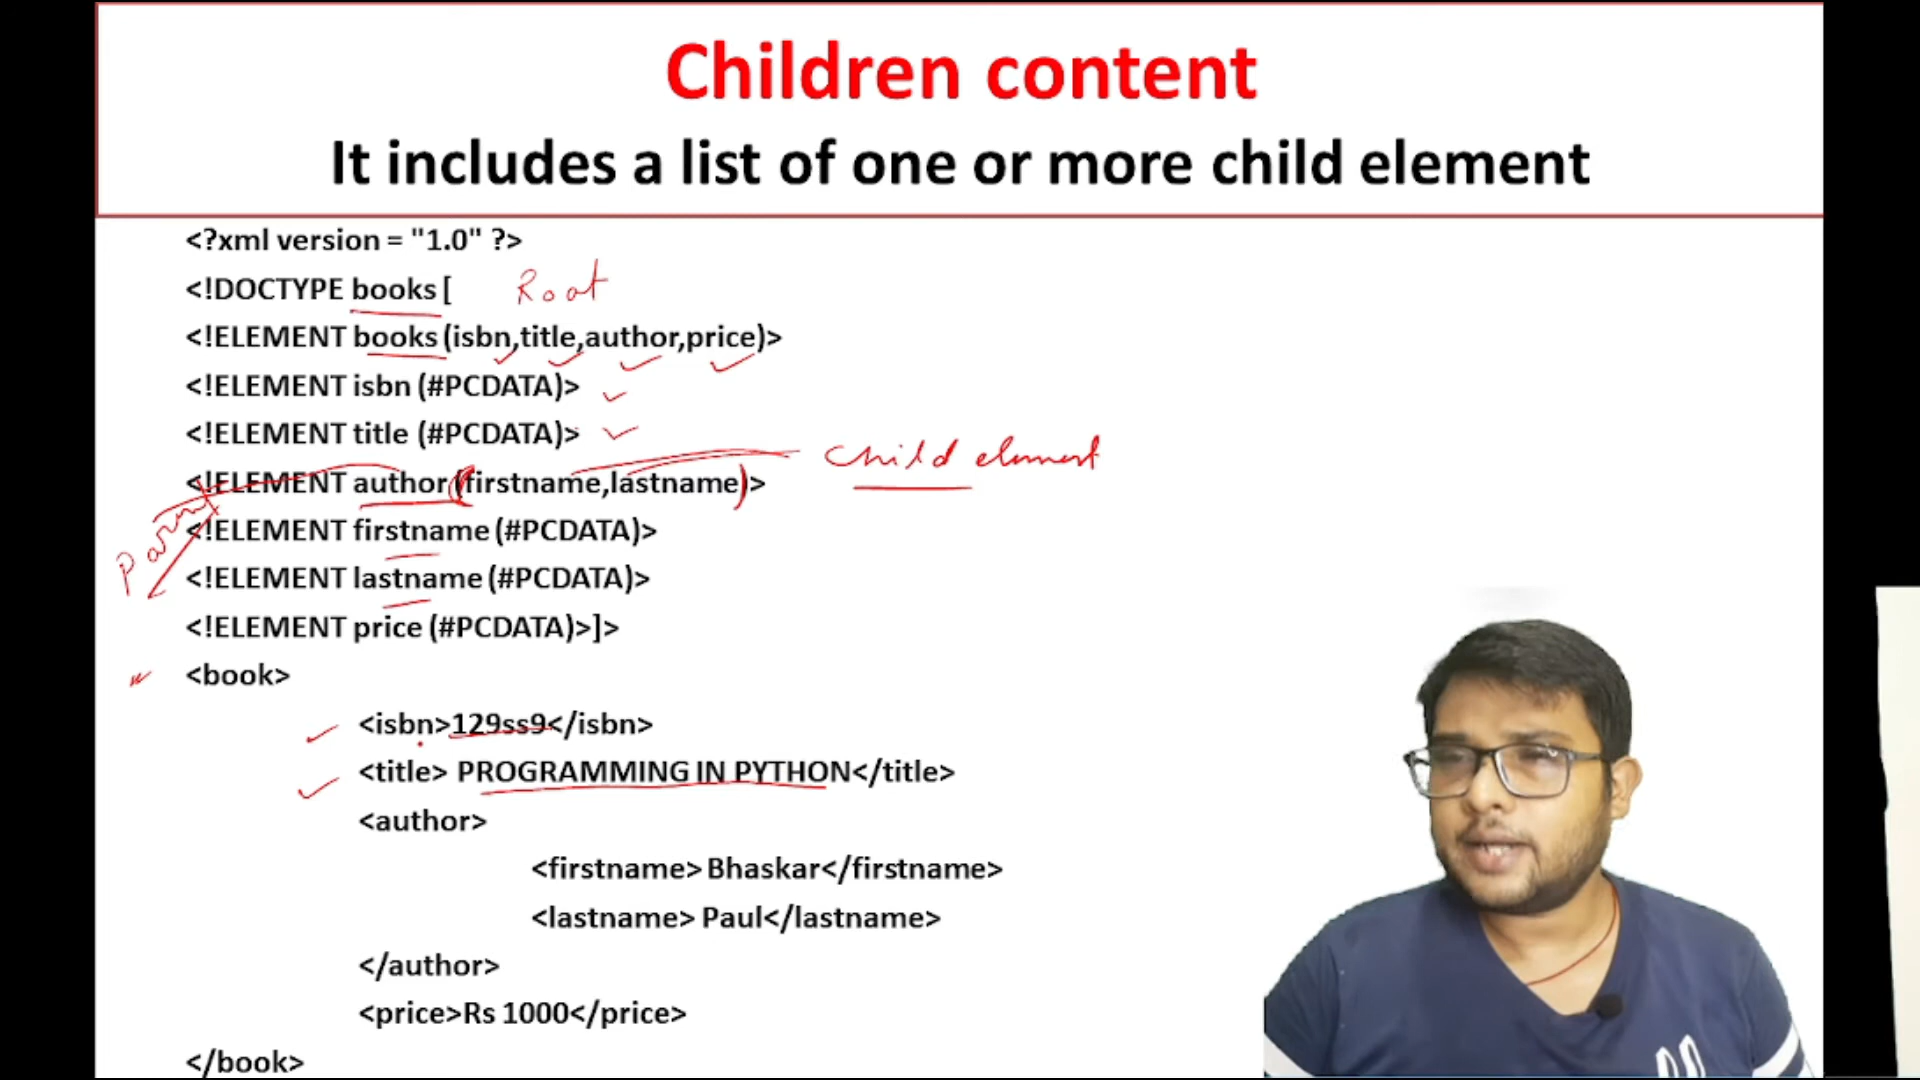 Children content
It includes a list of one or more child element
<?xml version = "1.0" ?>
<!DOCTYPE books [ Root
<!ELEMENT books (isbn,title,author,price)>
<!ELEMENT isbn (#PCDATA)>
<!ELEMENT title (#PCDATA)>
child element
<!ELEMENT author (firstname,lastname)>
<!ELEMENT firstname (#PCDATA)>
<!ELEMENT lastname (#PCDATA)>
<!ELEMENT price (#PCDATA)>]>
<book>
<isbn>129ss9</isbn>
<title> PROGRAMMING IN PYTHON</title>
<author>
<firstname> Bhaskar</firstname>
<lastname> Paul</lastname>
</author>
<price>Rs 1000</price>
</book>